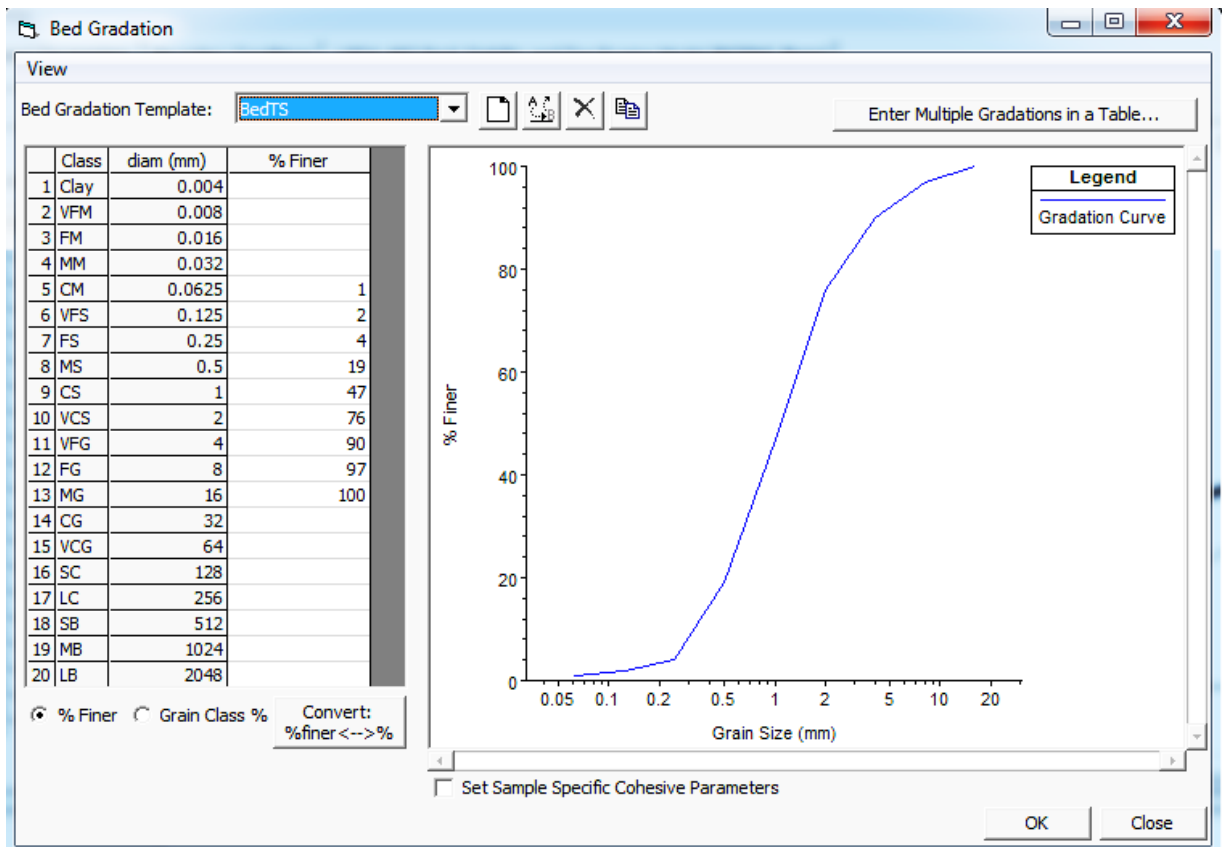 Bed Gradation
View
Bed Gradation Template: BedTS
Enter Multiple Gradations in a Table...
Class diam (mm) % Finer
1 Clay 0.004
2 VFM 0.008
3 FM 0.016
4 MM 0.032
5 CM 0.0625 1
6 VFS 0.125 2
7 FS 0.25 4
8 MS 0.5 19
9 CS 1 47
10 VCS 2 76
11 VFG 4 90
12 FG 8 97
13 MG 16 100
14 CG 32
15 VCG 64
16 SC 128
17 LC 256
18 SB 512
19 MB 1024
20 LB 2048
% Finer Grain Class % Convert:
%finer<-->%
100
80
60
40
20
0
% Finer
0.05 0.1 0.2 0.5 1 2 5 10 20
Grain Size (mm)
Legend
Gradation Curve
Set Sample Specific Cohesive Parameters
OK Close